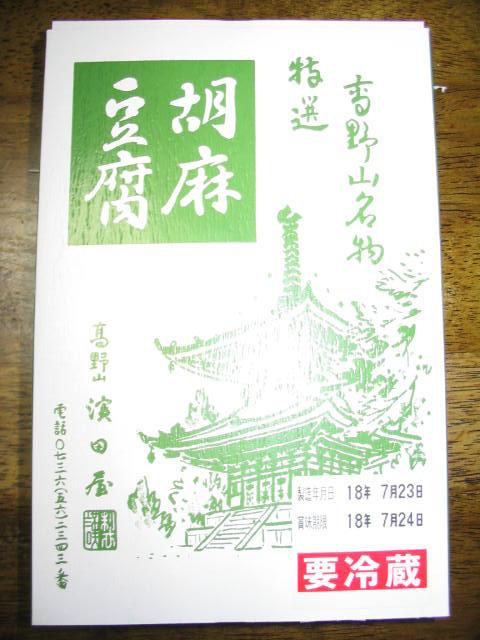 高野山名物
特選
胡麻
豆腐
高野山 濱田屋
電話〇七三六(五六)二三四三番
製造年月日 18年 7月23日
賞味期限 18年 7月24日
要冷蔵